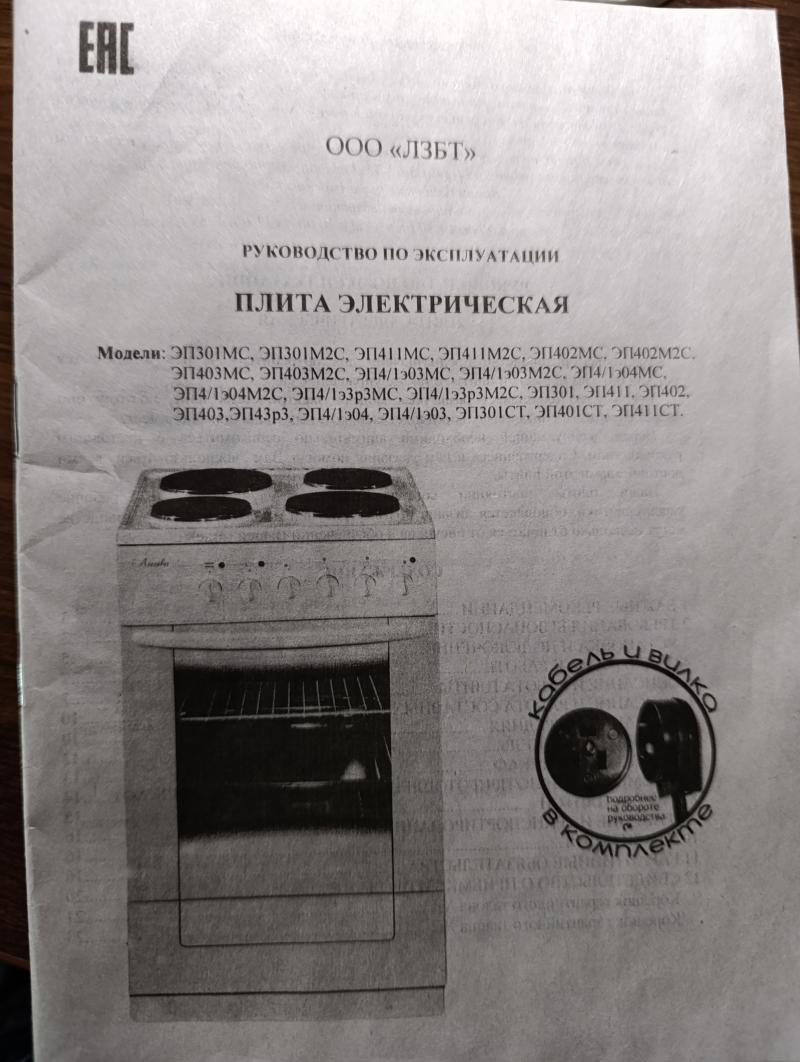 ЕАС
ООО «ЛЗБТ»
РУКОВОДСТВО ПО ЭКСПЛУАТАЦИИ
ПЛИТА ЭЛЕКТРИЧЕСКАЯ
Модели: ЭП301МС, ЭП301М2С, ЭП411МС, ЭП411М2С, ЭП402МС, ЭП402М2С,
ЭП403МС, ЭП403М2С, ЭП4/1э03МС, ЭП4/1э03М2С, ЭП4/1э04МС,
ЭП4/1э04М2С, ЭП4/1э3р3МС, ЭП4/1э3р3М2С, ЭП301, ЭП411, ЭП402,
ЭП403,ЭП43р3, ЭП4/1э04, ЭП4/1э03, ЭП301СТ, ЭП401СТ, ЭП411СТ.
Лысьва
кабель и вилка
подробнее
на обороте
руководства
в комплекте